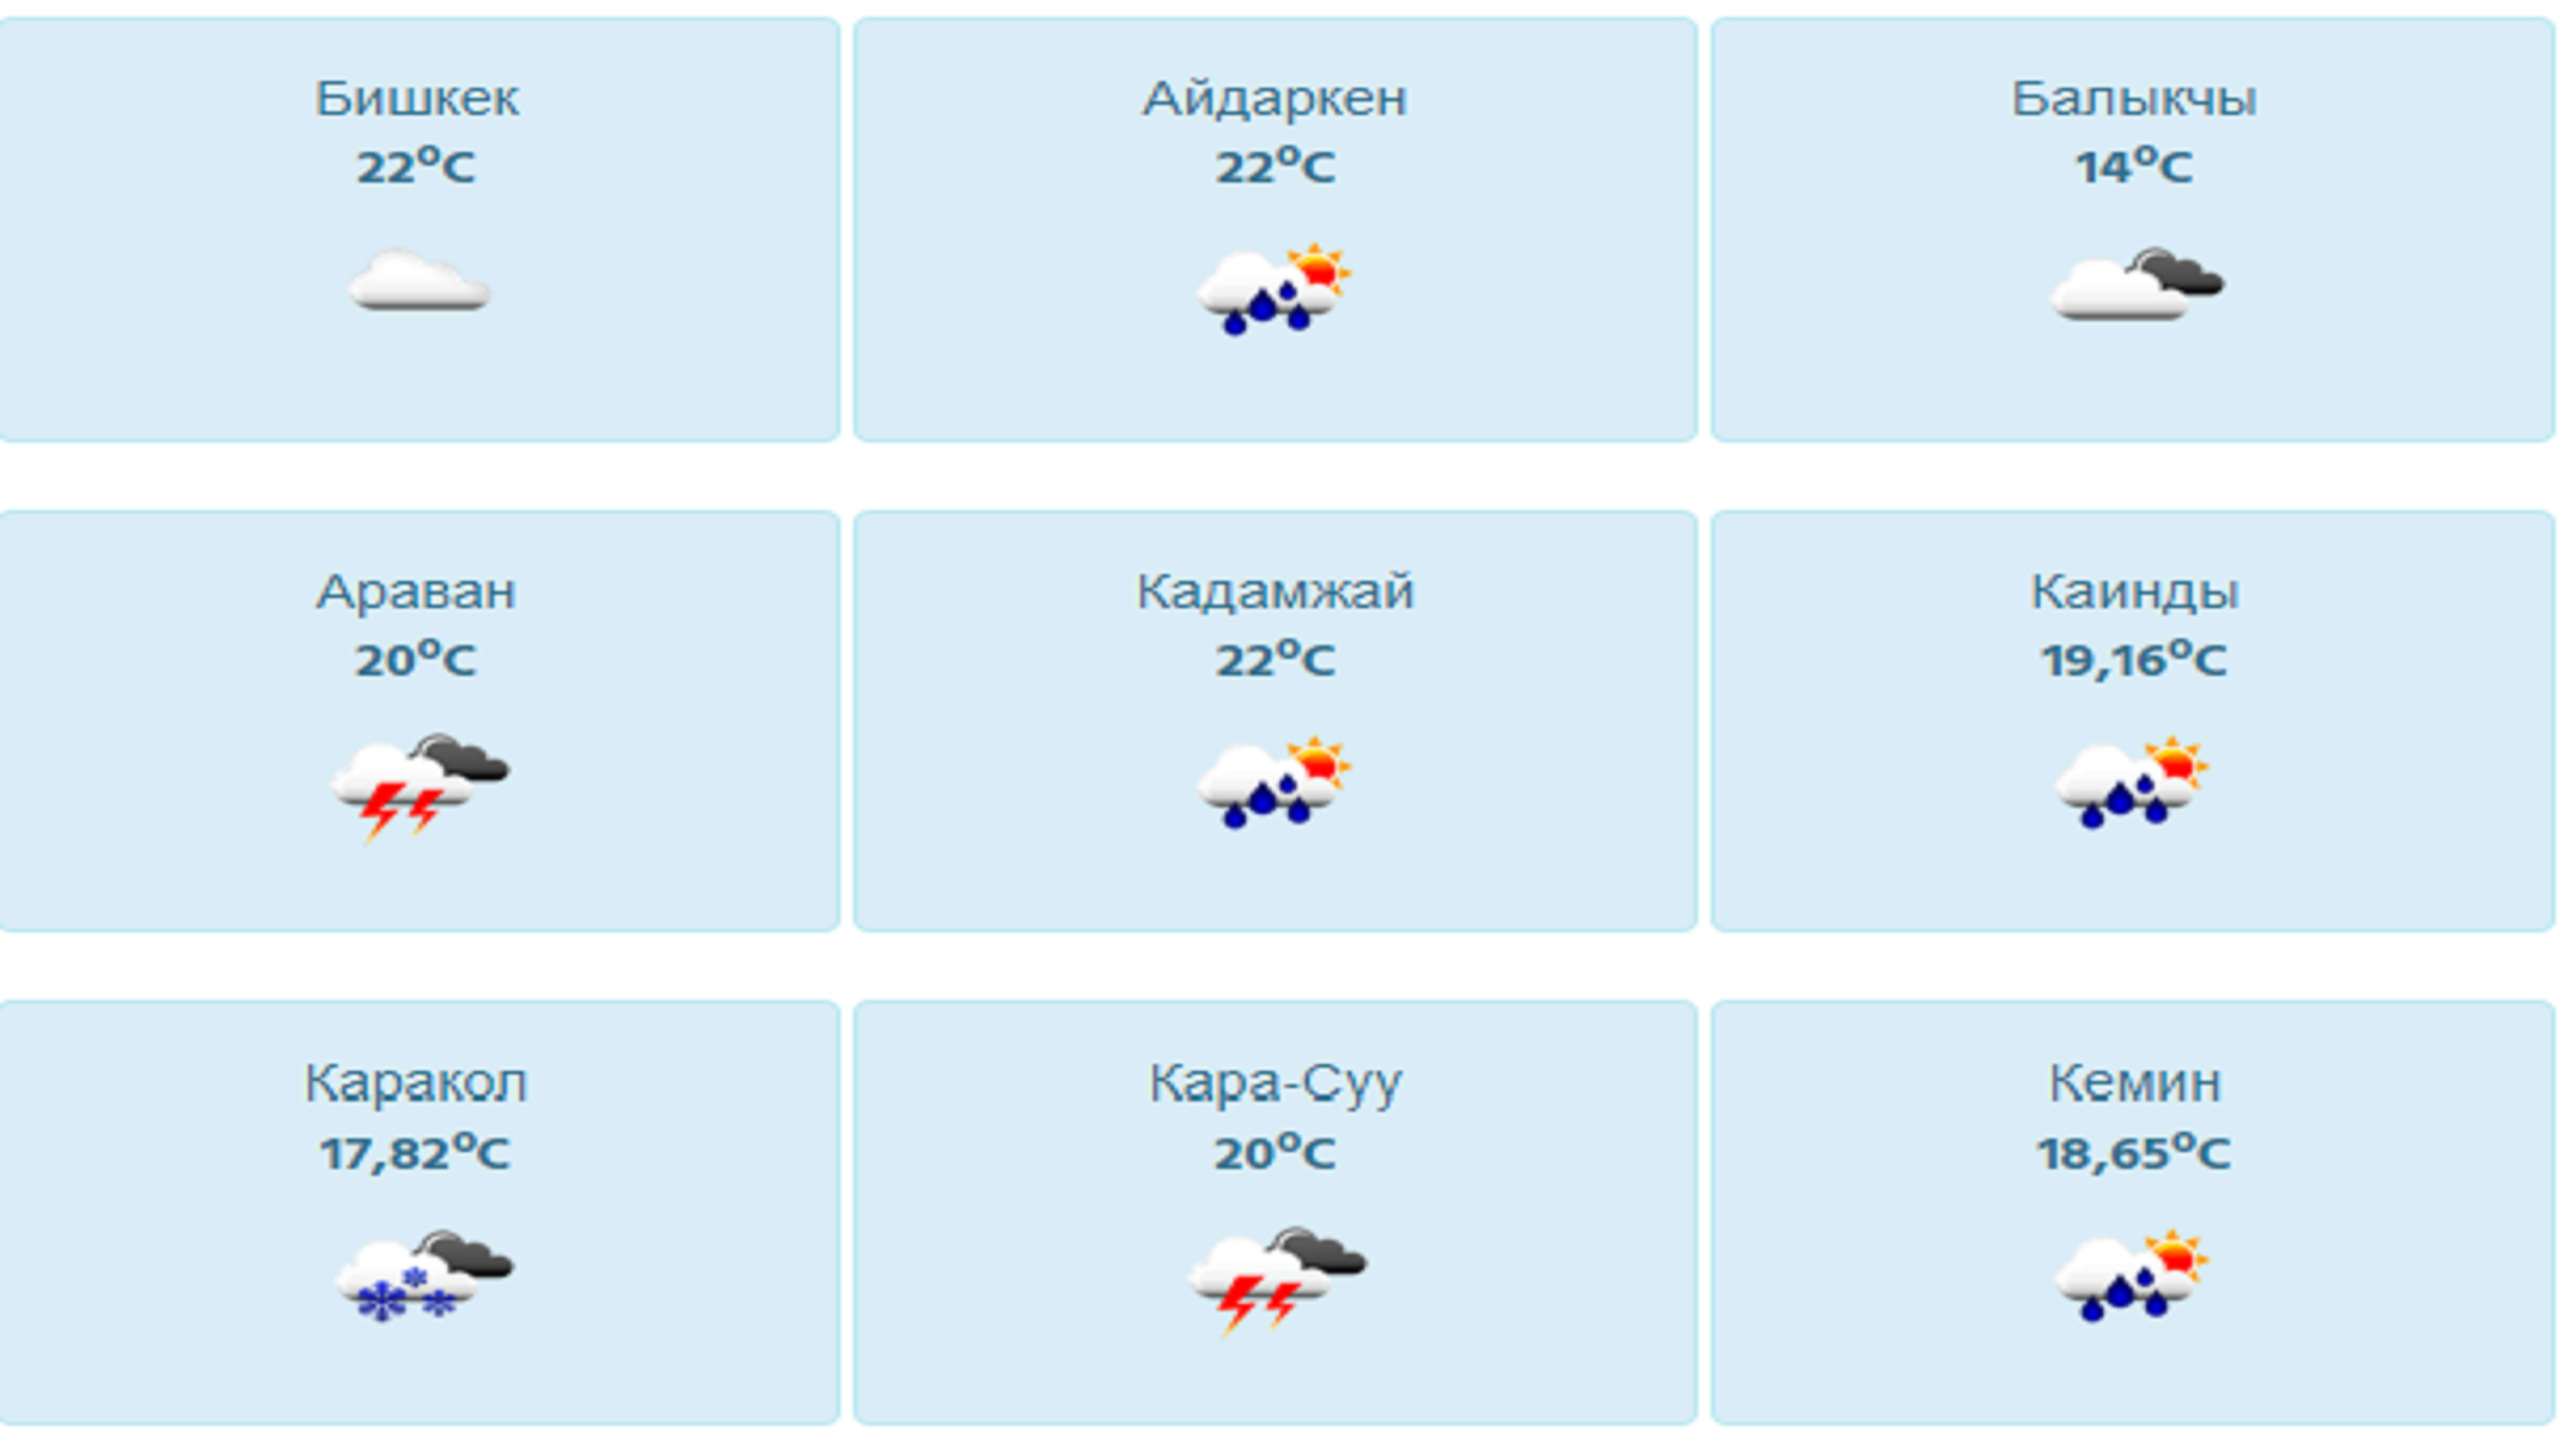 Бишкек
22°C
Айдаркен
22°C
Балыкчы
14°C
Араван
20°C
Кадамжай
22°C
Каинды
19,16°C
Каракол
17,82°C
Кара-Суу
20°C
Кемин
18,65°C